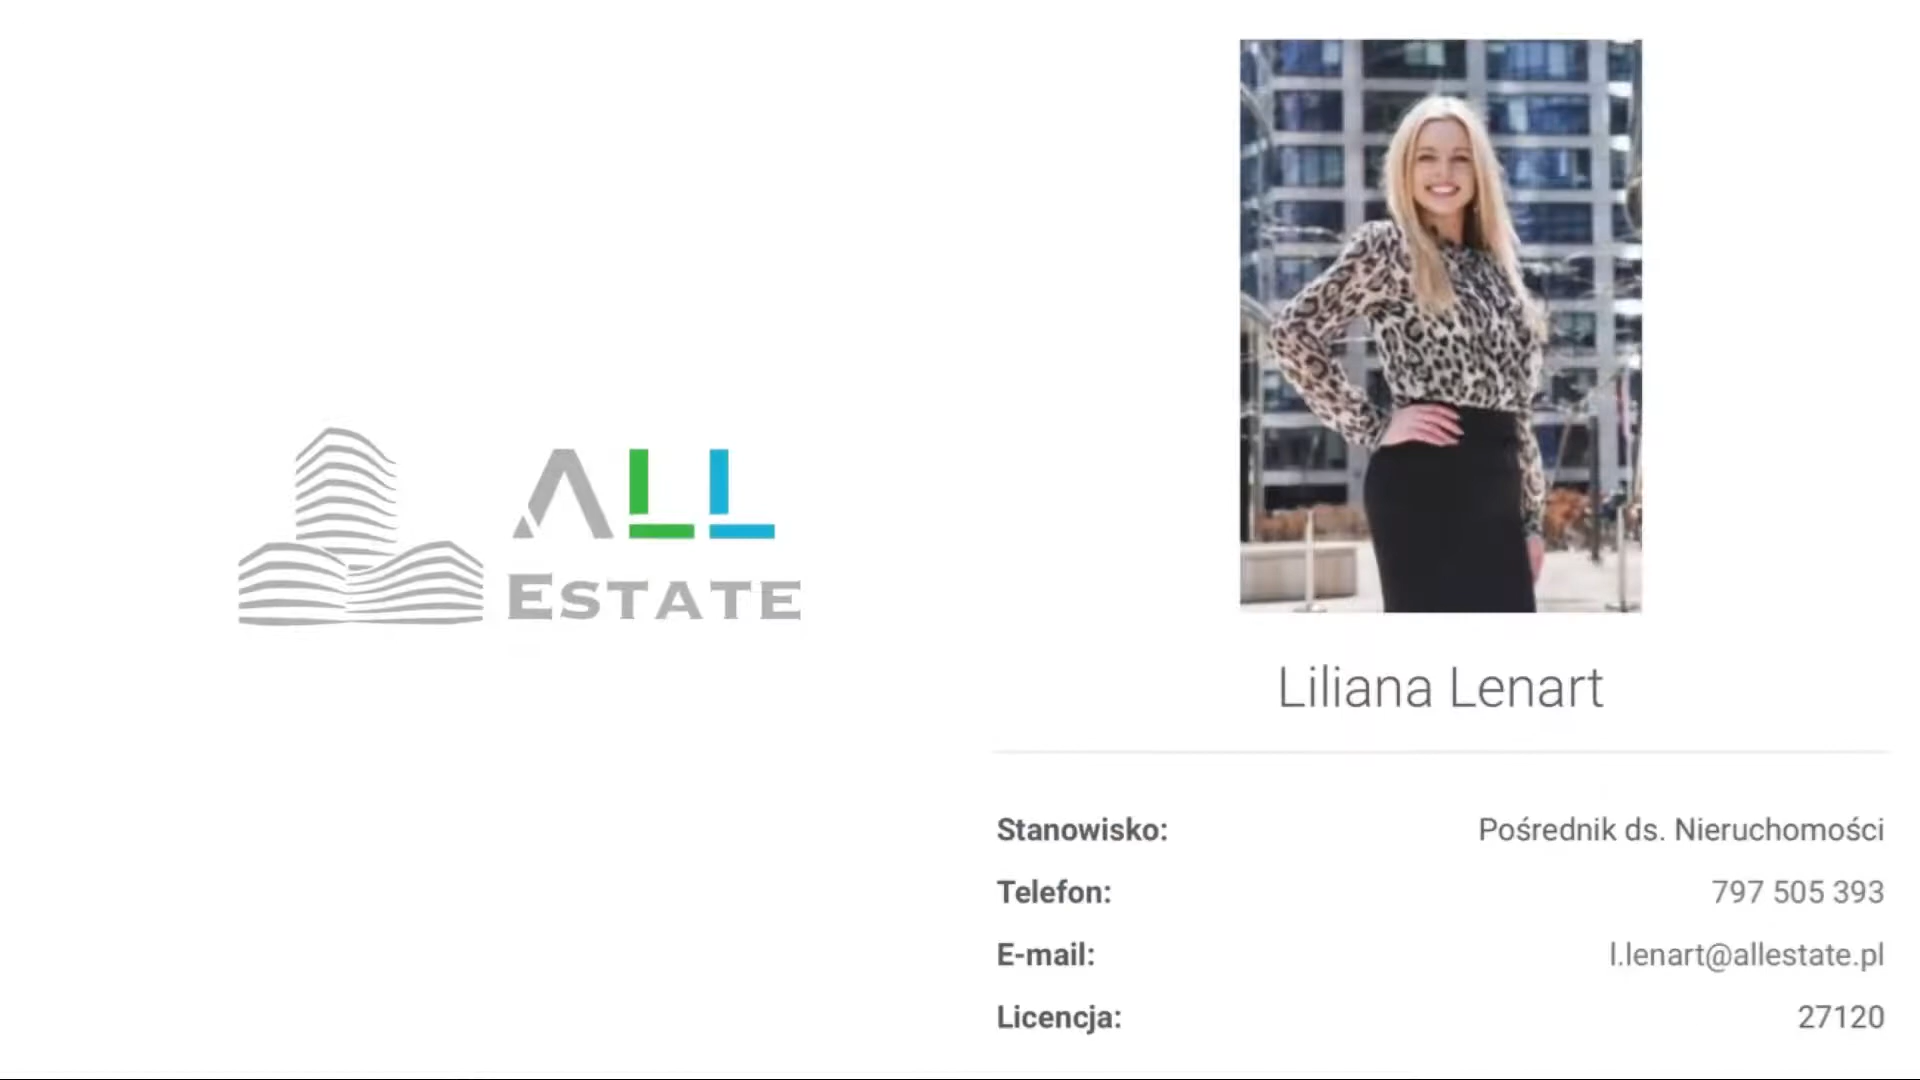 ALL
ESTATE
Liliana Lenart
Stanowisko: Pośrednik ds. Nieruchomości
Telefon: 797 505 393
E-mail: l.lenart@allestate.pl
Licencja: 27120